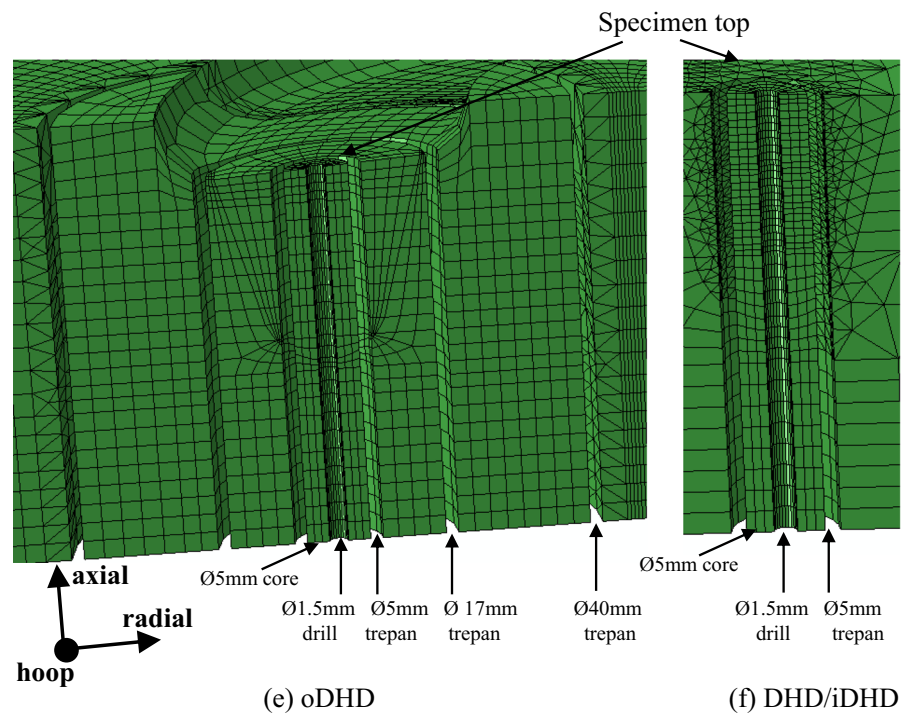 Specimen top
axial
radial
hoop
Ø5mm core
Ø1.5mm
drill
Ø5mm
trepan
Ø 17mm
trepan
Ø40mm
trepan
Ø5mm core
Ø1.5mm
drill
Ø5mm
trepan
(e) oDHD
(f) DHD/iDHD